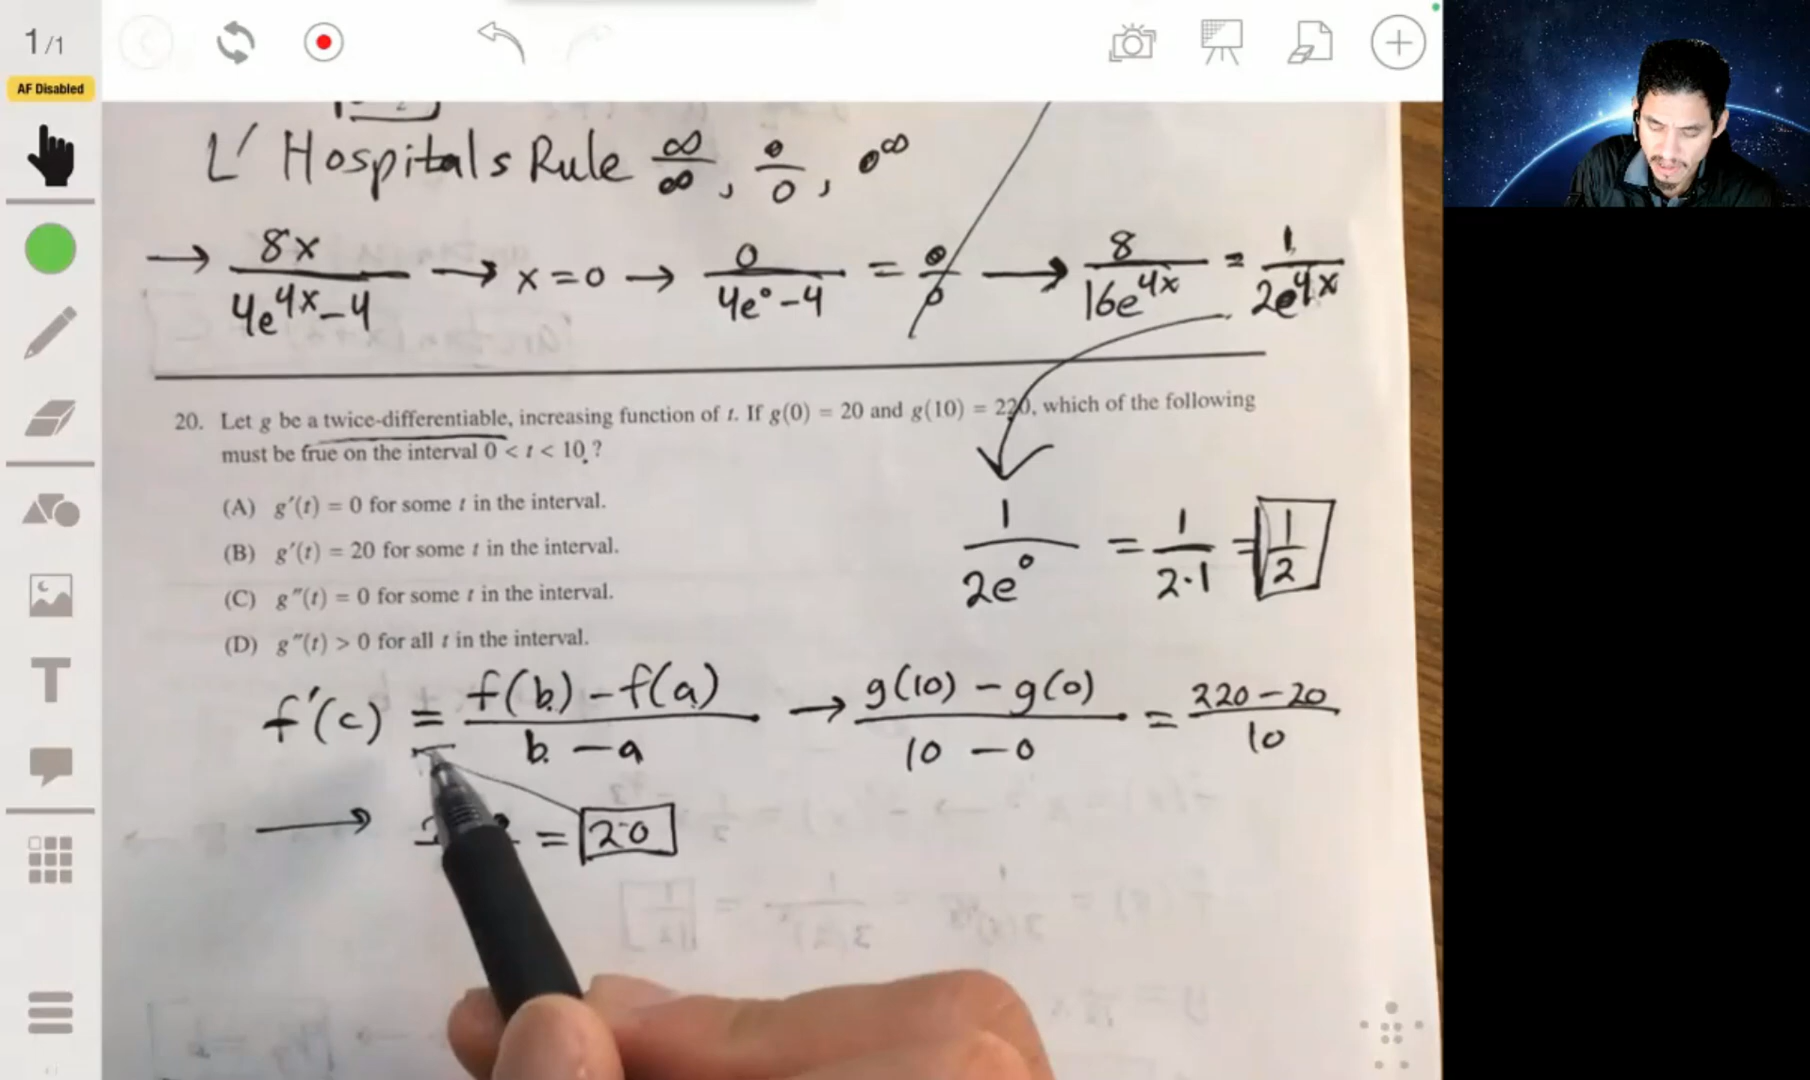 1/1
AF Disabled
L' Hospitals Rule ∞/∞, 0/0, 0^∞
→ 8x/(4e^4x - 4) → x = 0 → 0/(4e° - 4) = 0/0 → 8/(16e^4x) = 1/(2e^4x)
20. Let g be a twice-differentiable, increasing function of t. If g(0) = 20 and g(10) = 220, which of the following
must be true on the interval 0 < t < 10 ?
(A) g′(t) = 0 for some t in the interval.
(B) g′(t) = 20 for some t in the interval.
(C) g″(t) = 0 for some t in the interval.
(D) g″(t) > 0 for all t in the interval.
1/(2e°) = 1/(2·1) = 1/2
f'(c) = (f(b) - f(a))/(b - a) → (g(10) - g(0))/(10 - 0) = (220 - 20)/10
→ = 20
T